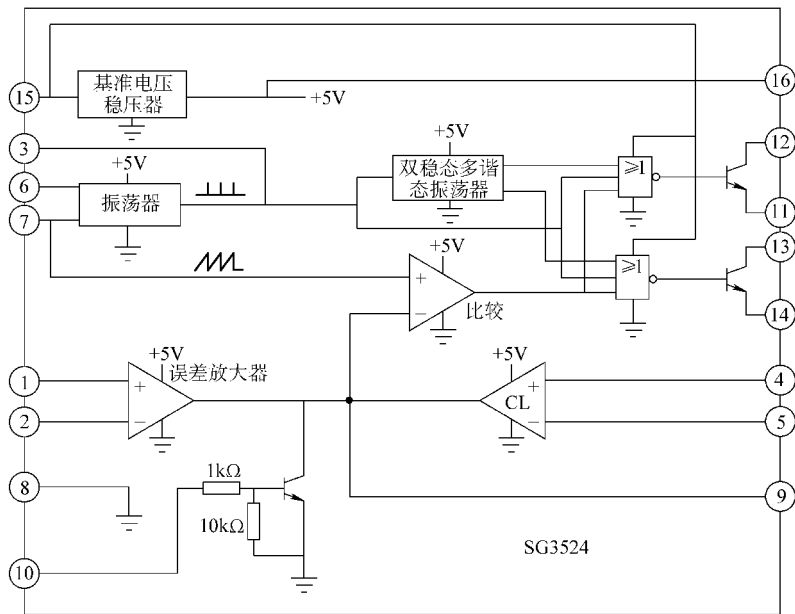 15
基准电压
稳压器
+5V
16
3
+5V
6
振荡器
7
+5V
双稳态多谐
态振荡器
≥1
12
11
≥1
13
14
+5V
+
−
比较
1
2
+5V
误差放大器
+
−
+5V
CL
+
−
4
5
8
1kΩ
10kΩ
9
10
SG3524